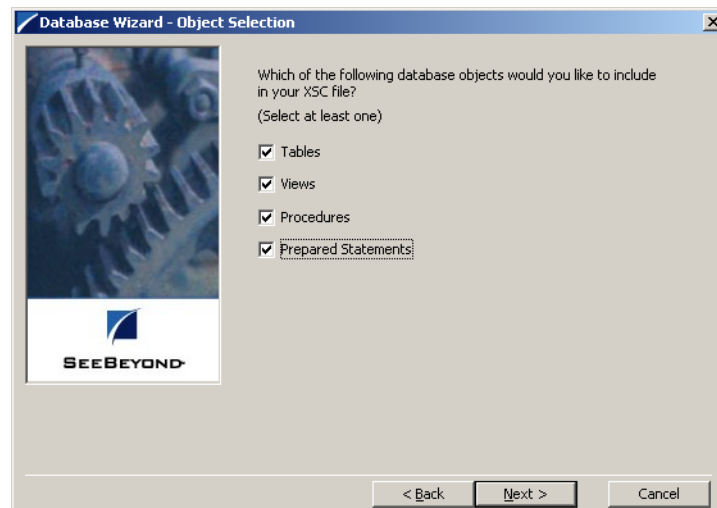 Database Wizard - Object Selection
Which of the following database objects would you like to include
in your XSC file?
(Select at least one)
Tables
Views
Procedures
Prepared Statements
SEEBEYOND
< Back
Next >
Cancel